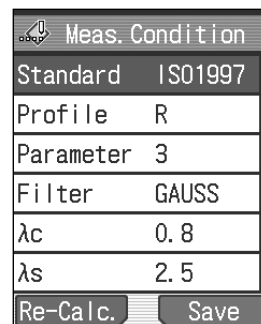 Meas. Condition
Standard ISO1997
Profile R
Parameter 3
Filter GAUSS
λc 0.8
λs 2.5
Re-Calc. Save